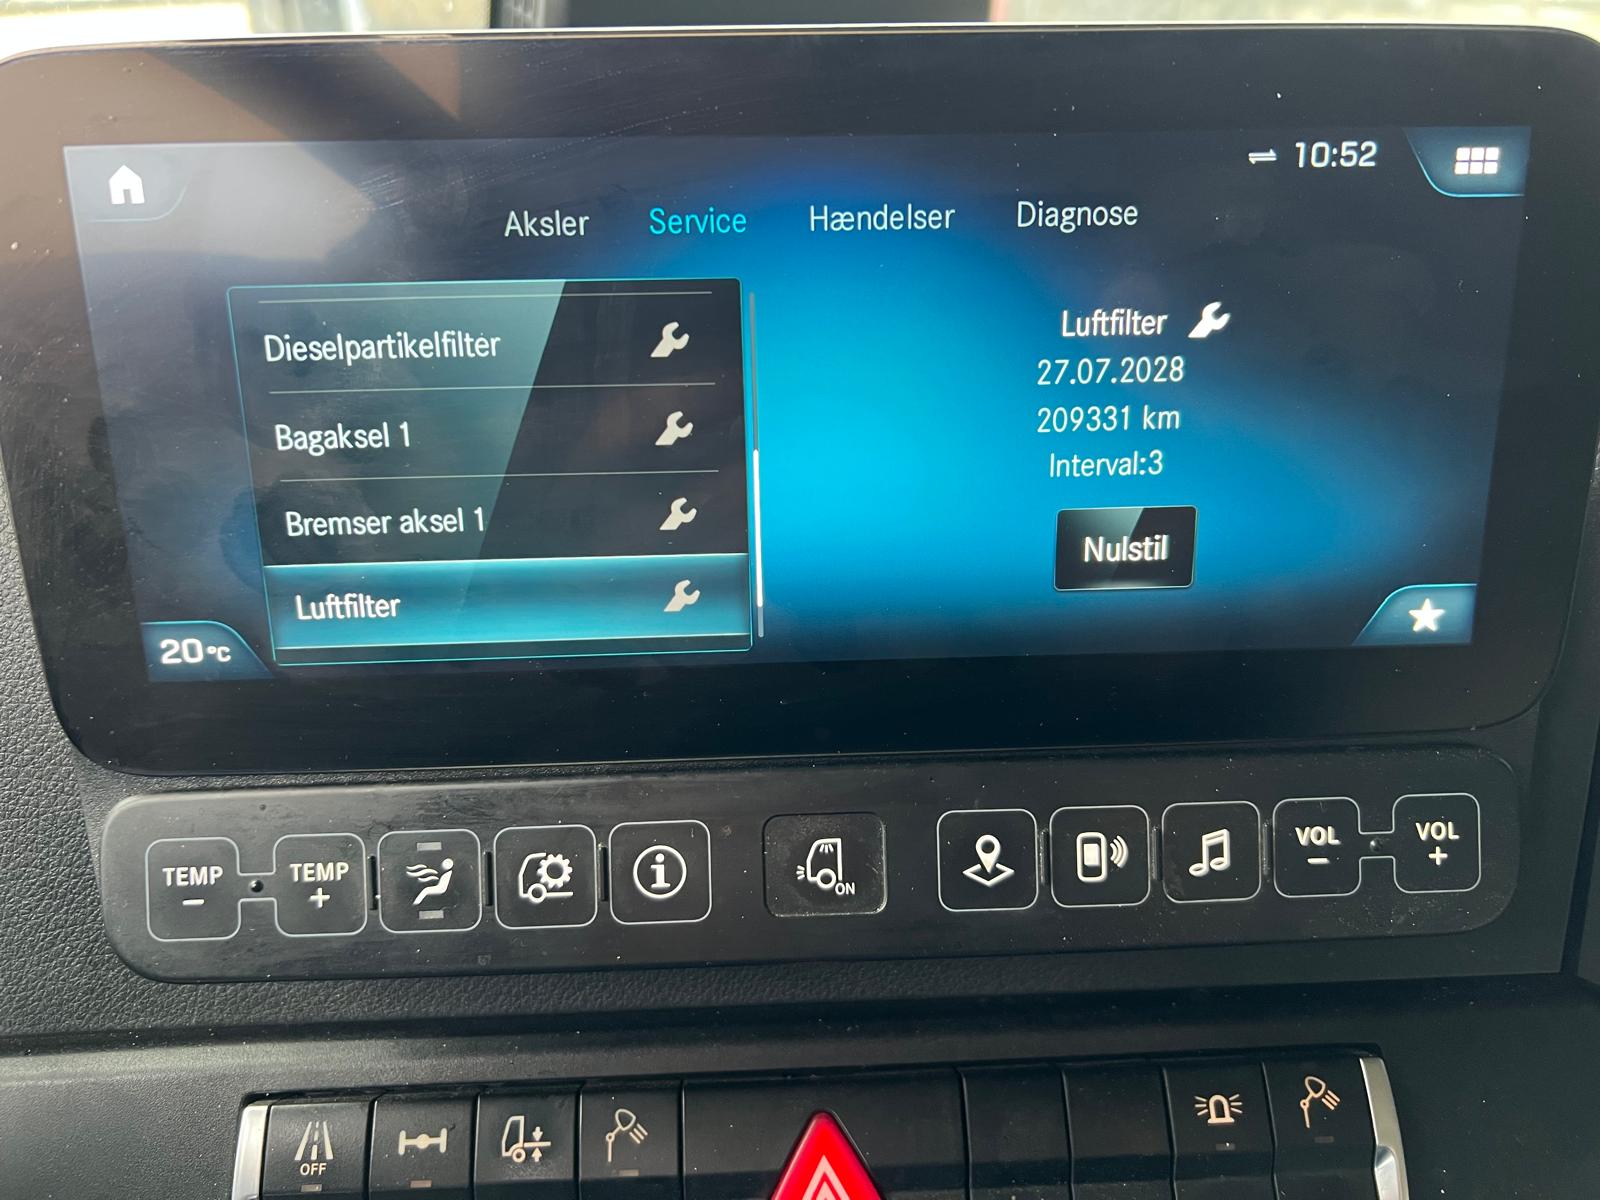 10:52
Aksler Service Hændelser Diagnose
Dieselpartikelfilter
Bagaksel 1
Bremser aksel 1
Luftfilter
Luftfilter
27.07.2028
209331 km
Interval:3
Nulstil
20°C
TEMP
–
TEMP
+
ON
VOL
–
VOL
+
OFF